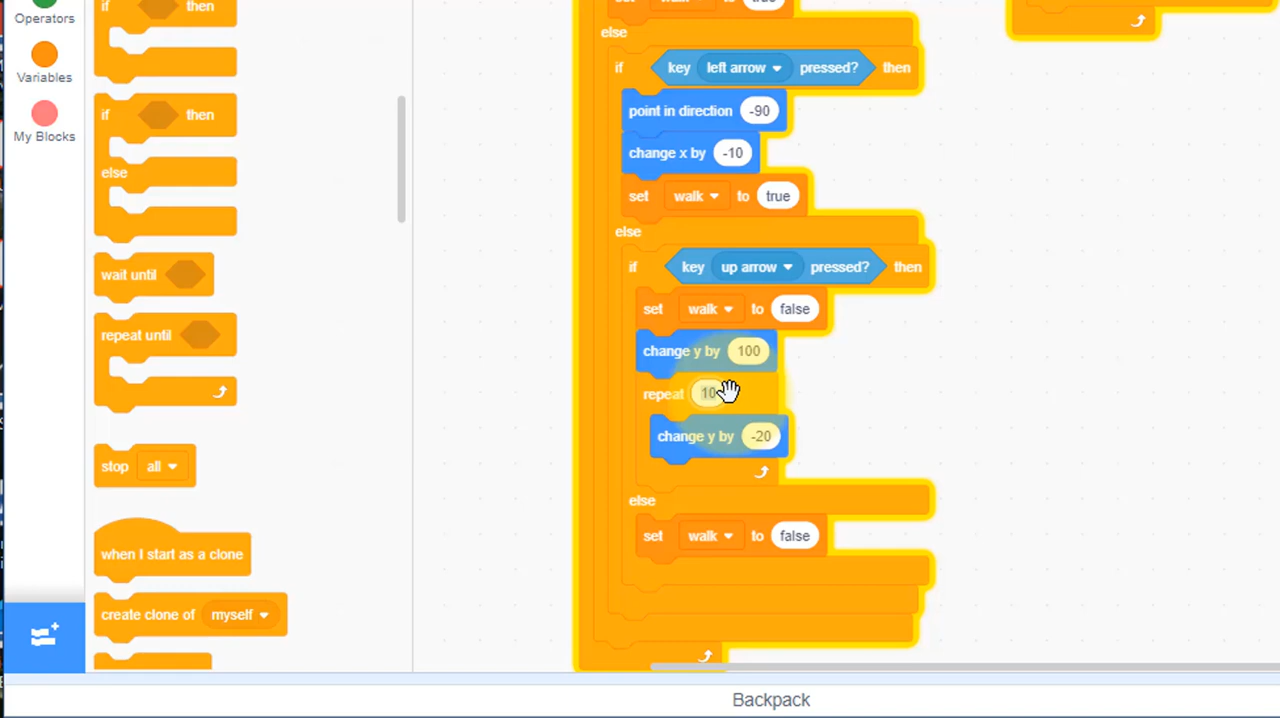 Operators
Variables
My Blocks
if then
if then
else
wait until
repeat until
stop all
when I start as a clone
create clone of myself
else
if key left arrow pressed? then
point in direction -90
change x by -10
set walk to true
else
if key up arrow pressed? then
set walk to false
change y by 100
repeat 10
change y by -20
else
set walk to false
Backpack